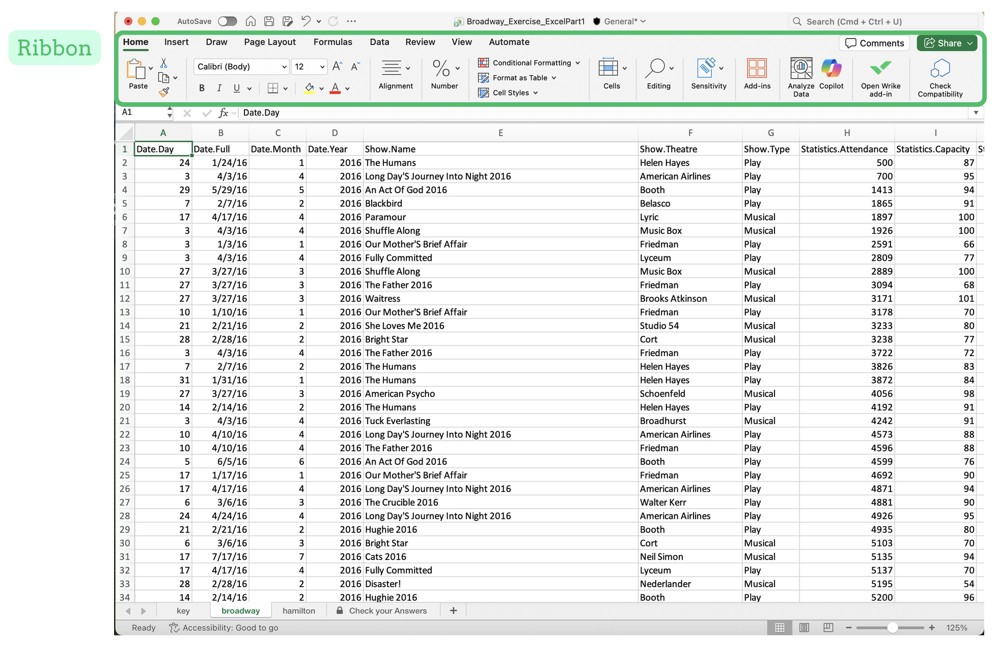 Ribbon
AutoSave Broadway_Exercise_ExcelPart1 General* Search (Cmd + Ctrl + U)
Home Insert Draw Page Layout Formulas Data Review View Automate Comments Share
Calibri (Body) 12 A^ A˅ % Conditional Formatting
Format as Table
Paste B I U A Alignment Number Cell Styles Cells Editing Sensitivity Add-ins Analyze Data Copilot Open Wrike add-in Check Compatibility
A1 fx Date.Day
A B C D E F G H I
1 Date.Day Date.Full Date.Month Date.Year Show.Name Show.Theatre Show.Type Statistics.Attendance Statistics.Capacity St
2 24 1/24/16 1 2016 The Humans Helen Hayes Play 500 87
3 3 4/3/16 4 2016 Long Day'S Journey Into Night 2016 American Airlines Play 700 95
4 29 5/29/16 5 2016 An Act Of God 2016 Booth Play 1413 94
5 7 2/7/16 2 2016 Blackbird Belasco Play 1865 91
6 17 4/17/16 4 2016 Paramour Lyric Musical 1897 100
7 3 4/3/16 4 2016 Shuffle Along Music Box Musical 1926 100
8 3 1/3/16 1 2016 Our Mother'S Brief Affair Friedman Play 2591 66
9 3 4/3/16 4 2016 Fully Committed Lyceum Play 2809 77
10 27 3/27/16 3 2016 Shuffle Along Music Box Musical 2889 100
11 27 3/27/16 3 2016 The Father 2016 Friedman Play 3094 68
12 27 3/27/16 3 2016 Waitress Brooks Atkinson Musical 3171 101
13 10 1/10/16 1 2016 Our Mother'S Brief Affair Friedman Play 3178 70
14 21 2/21/16 2 2016 She Loves Me 2016 Studio 54 Musical 3233 80
15 28 2/28/16 2 2016 Bright Star Cort Musical 3238 77
16 3 4/3/16 4 2016 The Father 2016 Friedman Play 3722 72
17 7 2/7/16 2 2016 The Humans Helen Hayes Play 3826 83
18 31 1/31/16 1 2016 The Humans Helen Hayes Play 3872 84
19 27 3/27/16 3 2016 American Psycho Schoenfeld Musical 4056 98
20 14 2/14/16 2 2016 The Humans Helen Hayes Play 4192 91
21 3 4/3/16 4 2016 Tuck Everlasting Broadhurst Musical 4242 91
22 10 4/10/16 4 2016 Long Day'S Journey Into Night 2016 American Airlines Play 4573 88
23 10 4/10/16 4 2016 The Father 2016 Friedman Play 4596 88
24 5 6/5/16 6 2016 An Act Of God 2016 Booth Play 4599 76
25 17 1/17/16 1 2016 Our Mother'S Brief Affair Friedman Play 4692 90
26 17 4/17/16 4 2016 Long Day'S Journey Into Night 2016 American Airlines Play 4871 94
27 6 3/6/16 3 2016 The Crucible 2016 Walter Kerr Play 4881 90
28 24 4/24/16 4 2016 Long Day'S Journey Into Night 2016 American Airlines Play 4926 95
29 21 2/21/16 2 2016 Hughie 2016 Booth Play 4935 80
30 6 3/6/16 3 2016 Bright Star Cort Musical 5103 70
31 17 7/17/16 7 2016 Cats 2016 Neil Simon Musical 5135 94
32 17 4/17/16 4 2016 Fully Committed Lyceum Play 5137 70
33 28 2/28/16 2 2016 Disaster! Nederlander Musical 5195 54
34 14 2/14/16 2 2016 Hughie 2016 Booth Play 5200 96
key broadway hamilton Check your Answers +
Ready Accessibility: Good to go − + 125%